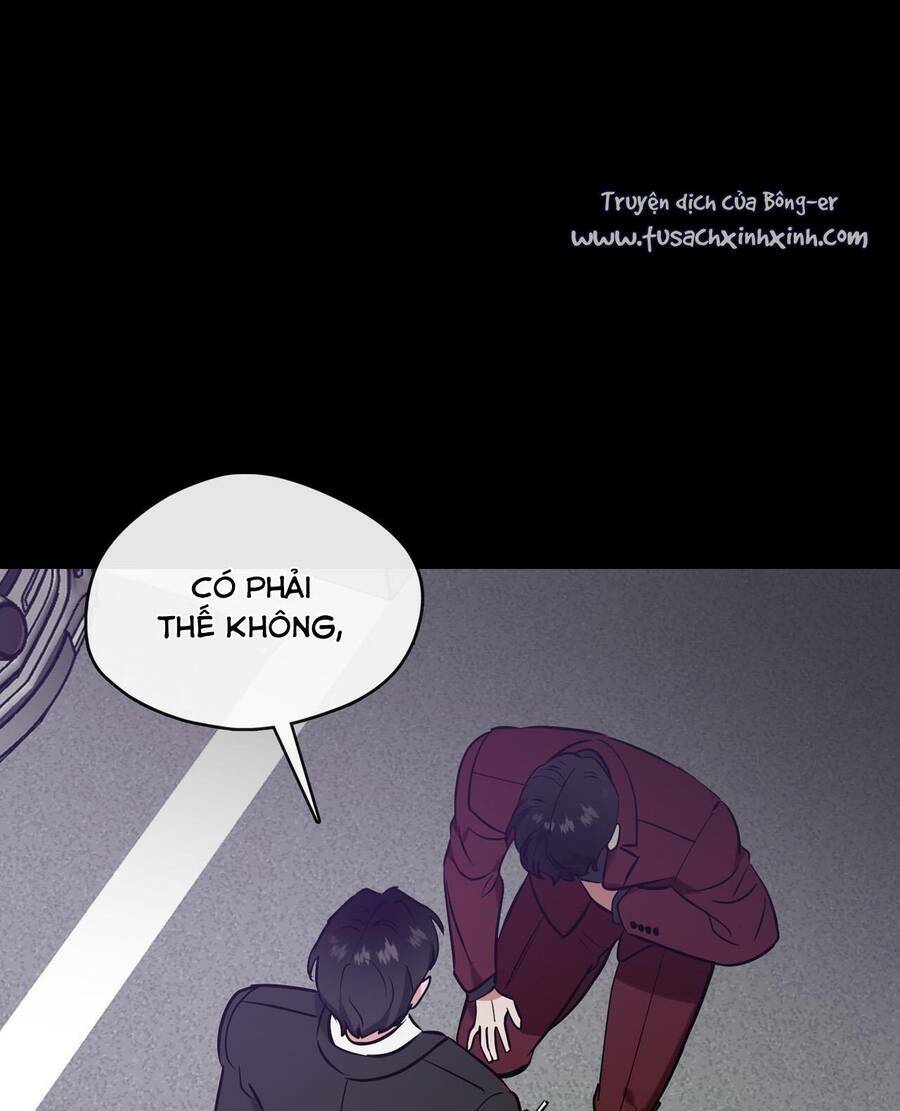 Truyện dịch của Bông-er
www.tusachxinhxinh.com
CÓ PHẢI
THẾ KHÔNG,